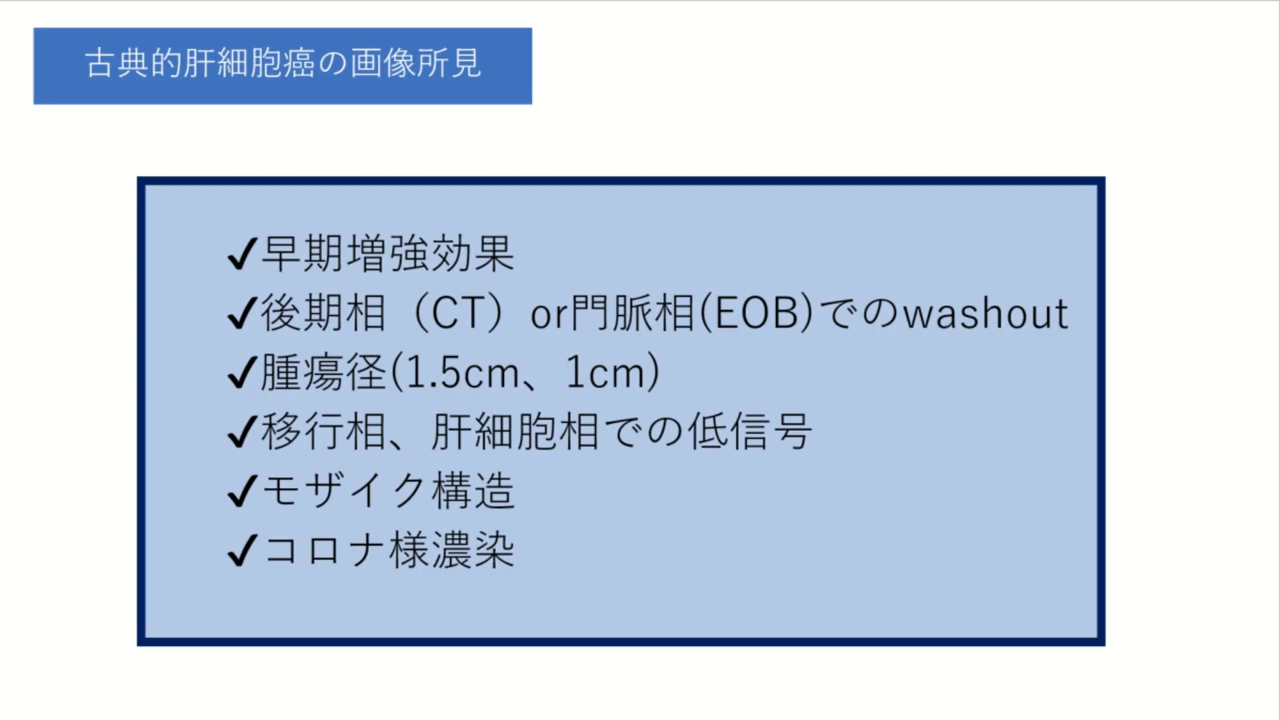 古典的肝細胞癌の画像所見
✓早期増強効果
✓後期相（CT）or門脈相(EOB)でのwashout
✓腫瘍径(1.5cm、1cm)
✓移行相、肝細胞相での低信号
✓モザイク構造
✓コロナ様濃染